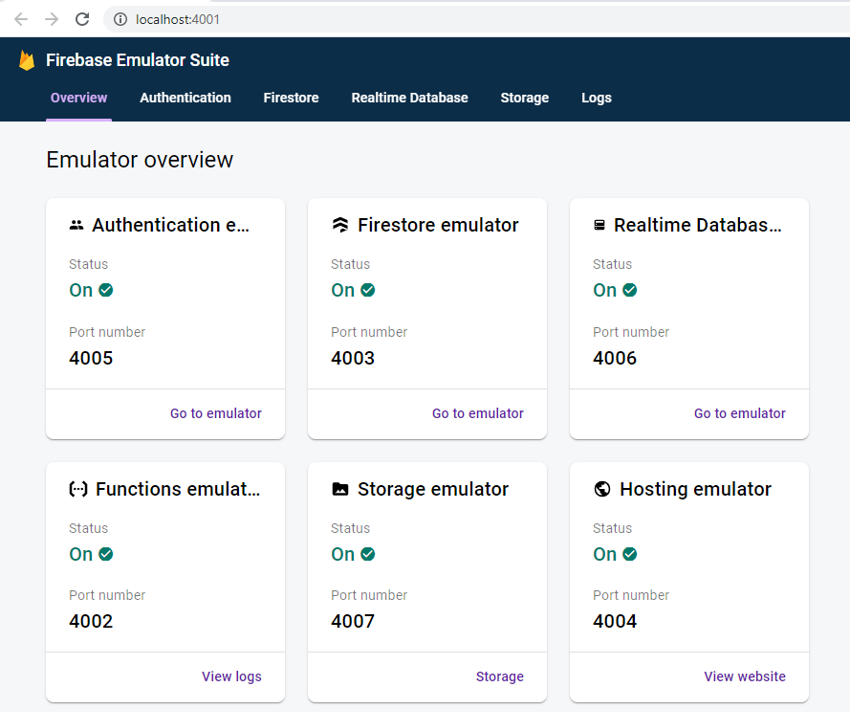 localhost:4001
Firebase Emulator Suite
Overview Authentication Firestore Realtime Database Storage Logs
Emulator overview
Authentication e...
Status
On
Port number
4005
Go to emulator
Firestore emulator
Status
On
Port number
4003
Go to emulator
Realtime Databas...
Status
On
Port number
4006
Go to emulator
Functions emulat...
Status
On
Port number
4002
View logs
Storage emulator
Status
On
Port number
4007
Storage
Hosting emulator
Status
On
Port number
4004
View website